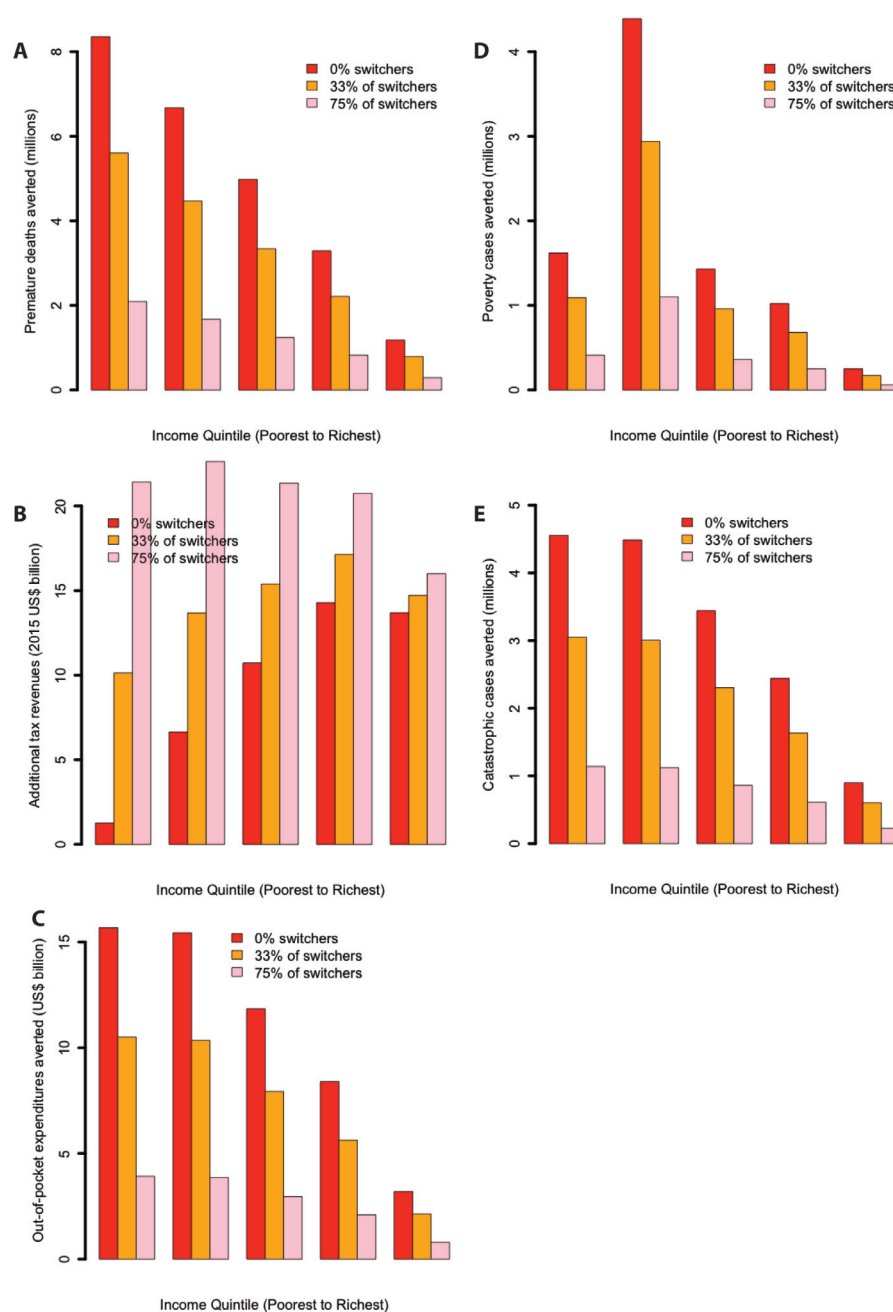 A
Premature deaths averted (millions)
8
6
4
2
0
0% switchers
33% of switchers
75% of switchers
Income Quintile (Poorest to Richest)
D
Poverty cases averted (millions)
4
3
2
1
0
0% switchers
33% of switchers
75% of switchers
Income Quintile (Poorest to Richest)
B
Additional tax revenues (2015 US$ billion)
20
15
10
5
0
0% switchers
33% of switchers
75% of switchers
Income Quintile (Poorest to Richest)
E
Catastrophic cases averted (millions)
5
4
3
2
1
0
0% switchers
33% of switchers
75% of switchers
Income Quintile (Poorest to Richest)
C
Out-of-pocket expenditures averted (US$ billion)
15
10
5
0
0% switchers
33% of switchers
75% of switchers
Income Quintile (Poorest to Richest)